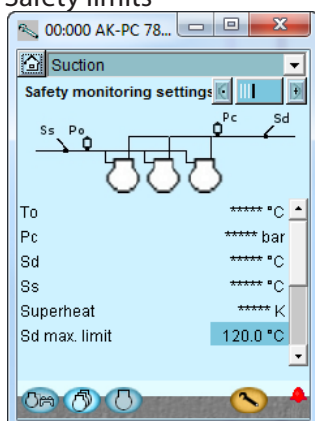 Safety limits
00:000 AK-PC 78...
Suction
Safety monitoring settings
Pc Sd
Ss Po
To ***** °C
Pc ***** bar
Sd ***** °C
Ss ***** °C
Superheat ***** K
Sd max. limit 120.0 °C